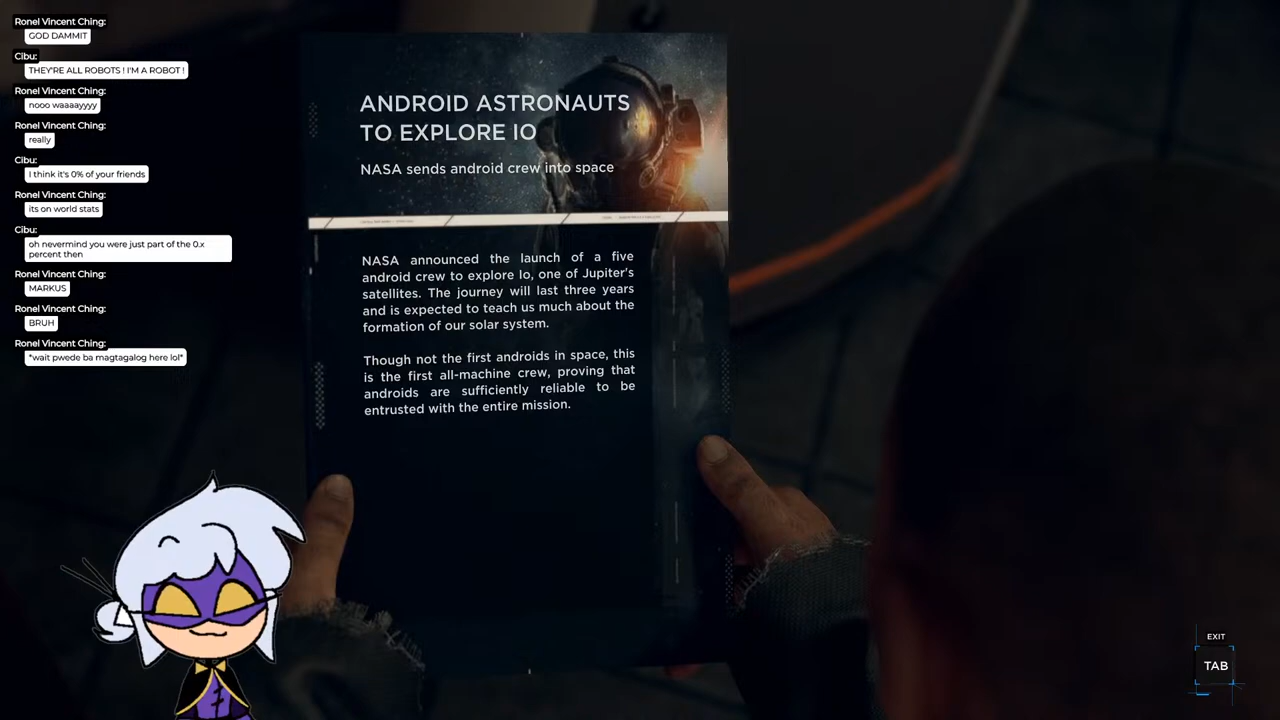 Ronel Vincent Ching:
GOD DAMMIT
Cibu:
THEY'RE ALL ROBOTS ! I'M A ROBOT !
Ronel Vincent Ching:
nooo waaaayyyy
Ronel Vincent Ching:
really
Cibu:
I think it's 0% of your friends
Ronel Vincent Ching:
its on world stats
Cibu:
oh nevermind you were just part of the 0.x
percent then
Ronel Vincent Ching:
MARKUS
Ronel Vincent Ching:
BRUH
Ronel Vincent Ching:
*wait pwede ba magtagalog here lol*
ANDROID ASTRONAUTS
TO EXPLORE IO
NASA sends android crew into space
NASA announced the launch of a five
android crew to explore Io, one of Jupiter's
satellites. The journey will last three years
and is expected to teach us much about the
formation of our solar system.
Though not the first androids in space, this
is the first all-machine crew, proving that
androids are sufficiently reliable to be
entrusted with the entire mission.
EXIT
TAB